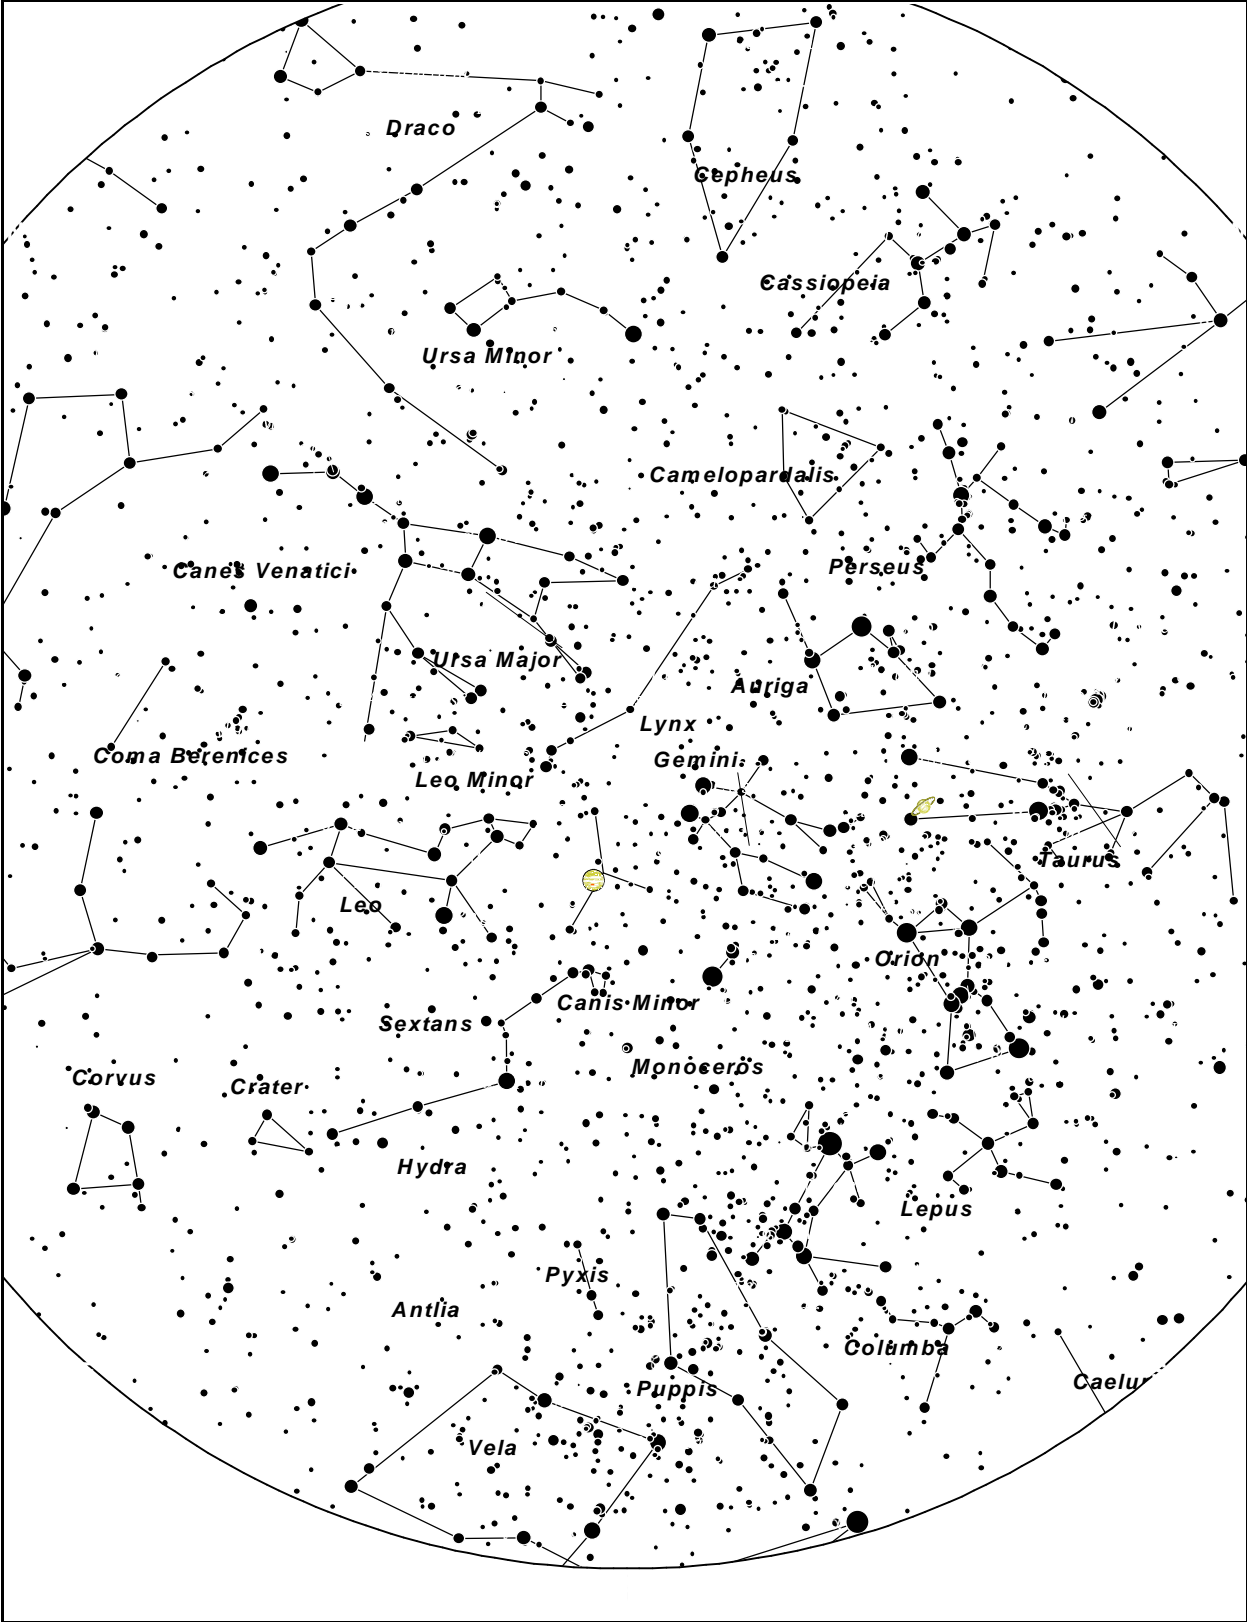 Draco
Cepheus
Cassiopeia
Ursa Minor
Camelopardalis
Canes Venatici
Perseus
Ursa Major
Auriga
Lynx
Coma Berenices
Gemini
Leo Minor
Taurus
Leo
Orion
Canis Minor
Sextans
Monoceros
Corvus
Crater
Hydra
Lepus
Pyxis
Antlia
Columba
Puppis
Caelur
Vela